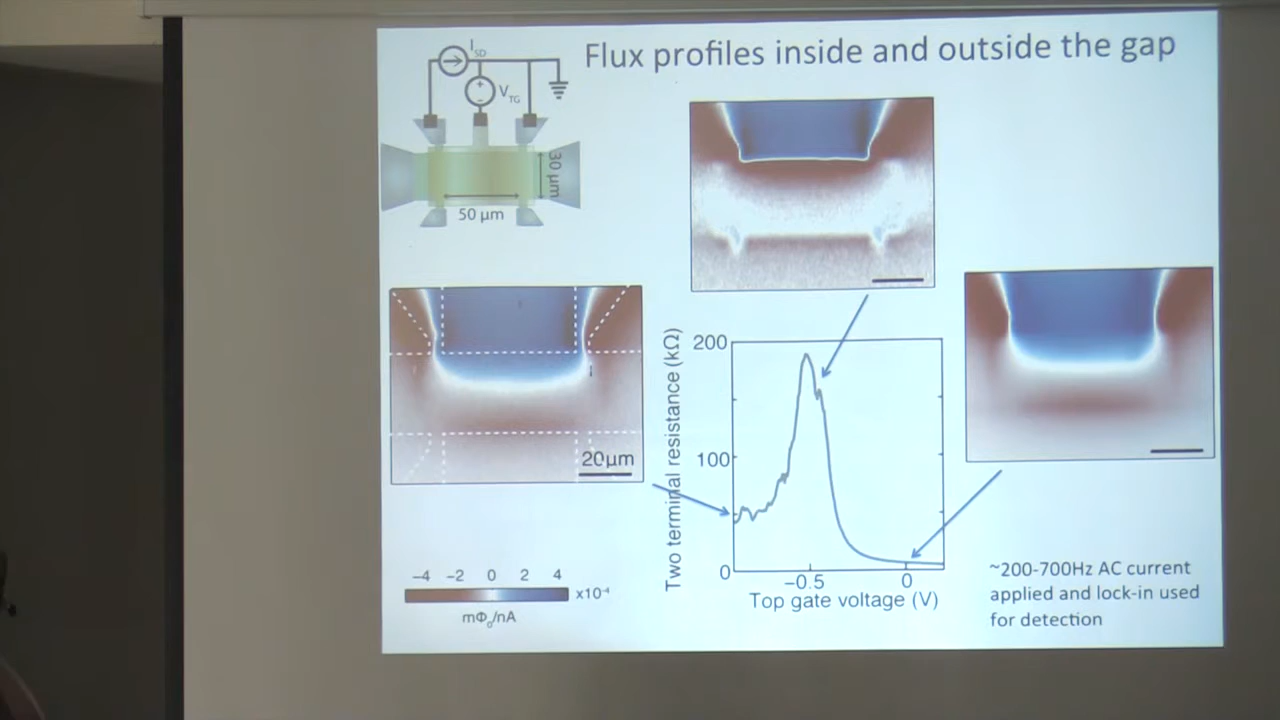 Flux profiles inside and outside the gap
I_SD
V_TG
30 µm
50 µm
20µm
Two terminal resistance (kΩ)
200
100
0
−0.5
0
Top gate voltage (V)
−4 −2 0 2 4
x10⁻⁴
mΦ₀/nA
~200-700Hz AC current
applied and lock-in used
for detection